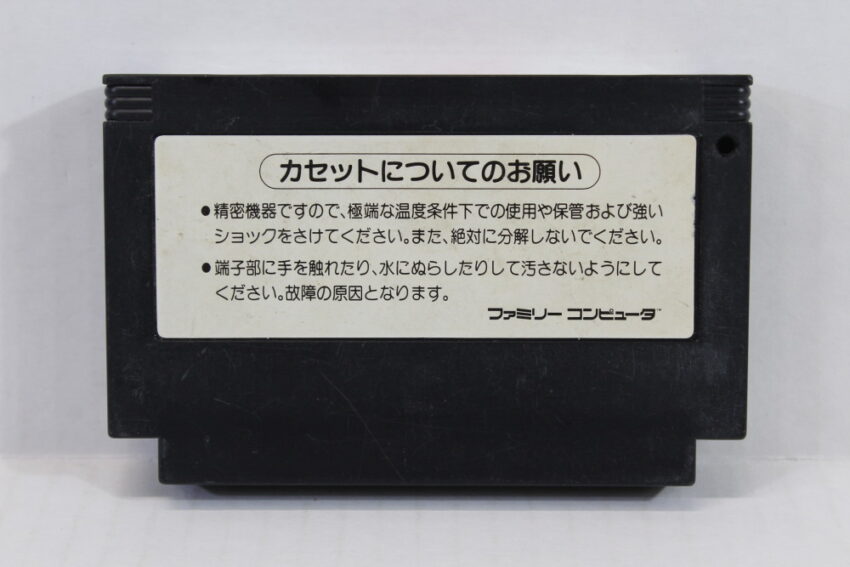 カセットについてのお願い
●精密機器ですので、極端な温度条件下での使用や保管および強い
ショックをさけてください。また、絶対に分解しないでください。
●端子部に手を触れたり、水にぬらしたりして汚さないようにして
ください。故障の原因となります。
ファミリー コンピュータ™